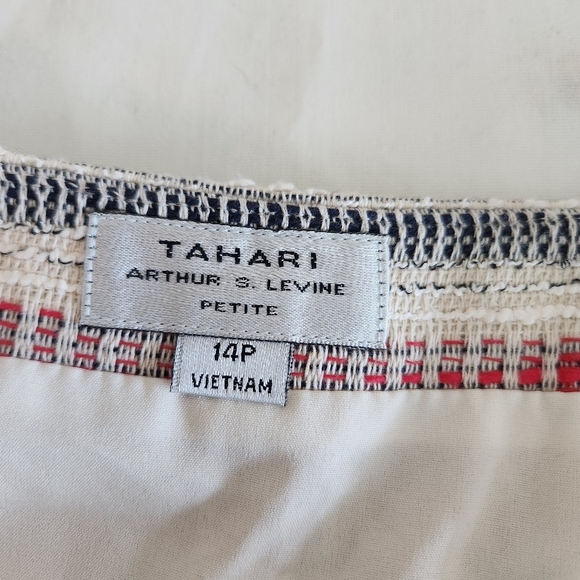 TAHARI
ARTHUR S. LEVINE
PETITE
14P
VIETNAM